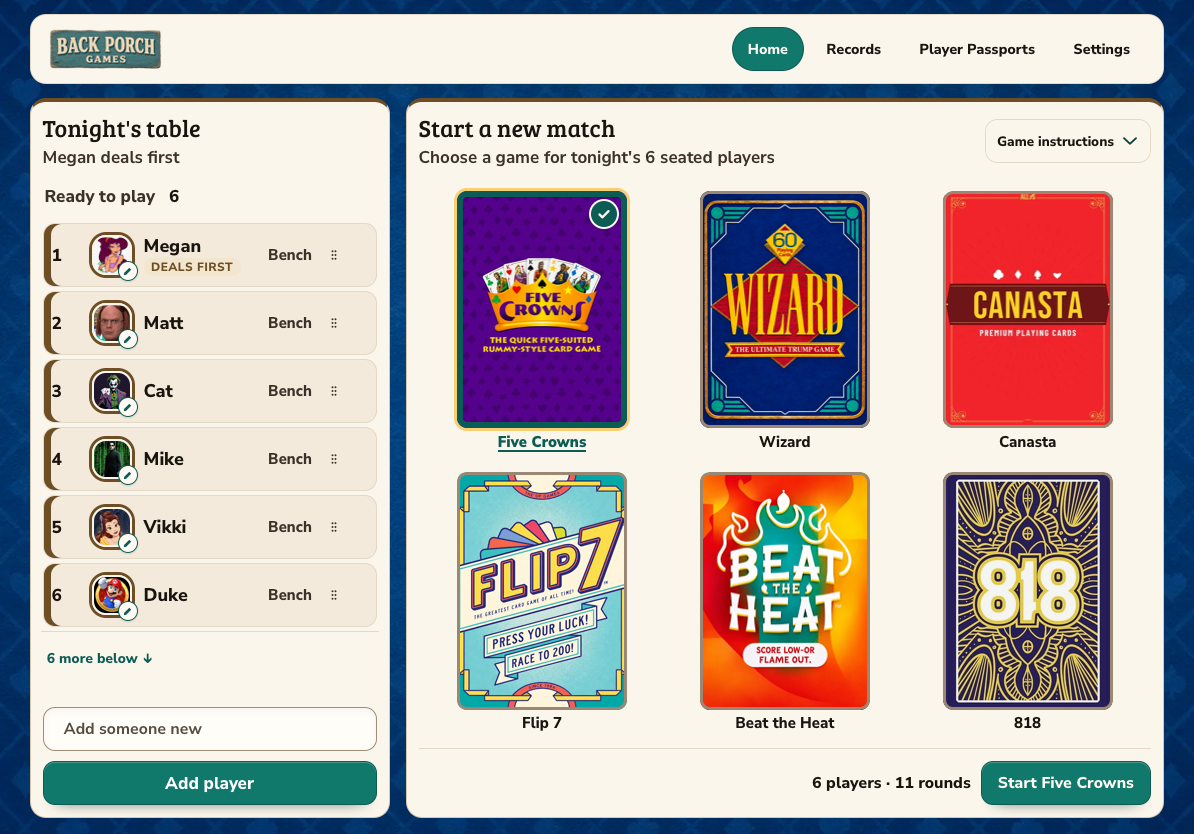 BACK PORCH
GAMES
Home
Records
Player Passports
Settings
Tonight's table
Megan deals first
Ready to play 6
1
Megan
DEALS FIRST
Bench
2
Matt
Bench
3
Cat
Bench
4
Mike
Bench
5
Vikki
Bench
6
Duke
Bench
6 more below ↓
Add someone new
Add player
Start a new match
Choose a game for tonight's 6 seated players
Game instructions
FIVE
CROWNS
THE QUICK FIVE-SUITED
RUMMY-STYLE CARD GAME
Five Crowns
60
Playing
Cards
WIZARD
THE ULTIMATE TRUMP GAME
Wizard
CANASTA
PREMIUM PLAYING CARDS
Canasta
FLIP 7
THE GREATEST CARD GAME OF ALL TIME!
PRESS YOUR LUCK!
RACE TO 200!
Flip 7
BEAT
THE
HEAT
SCORE LOW-OR
FLAME OUT.
Beat the Heat
818
818
6 players · 11 rounds
Start Five Crowns